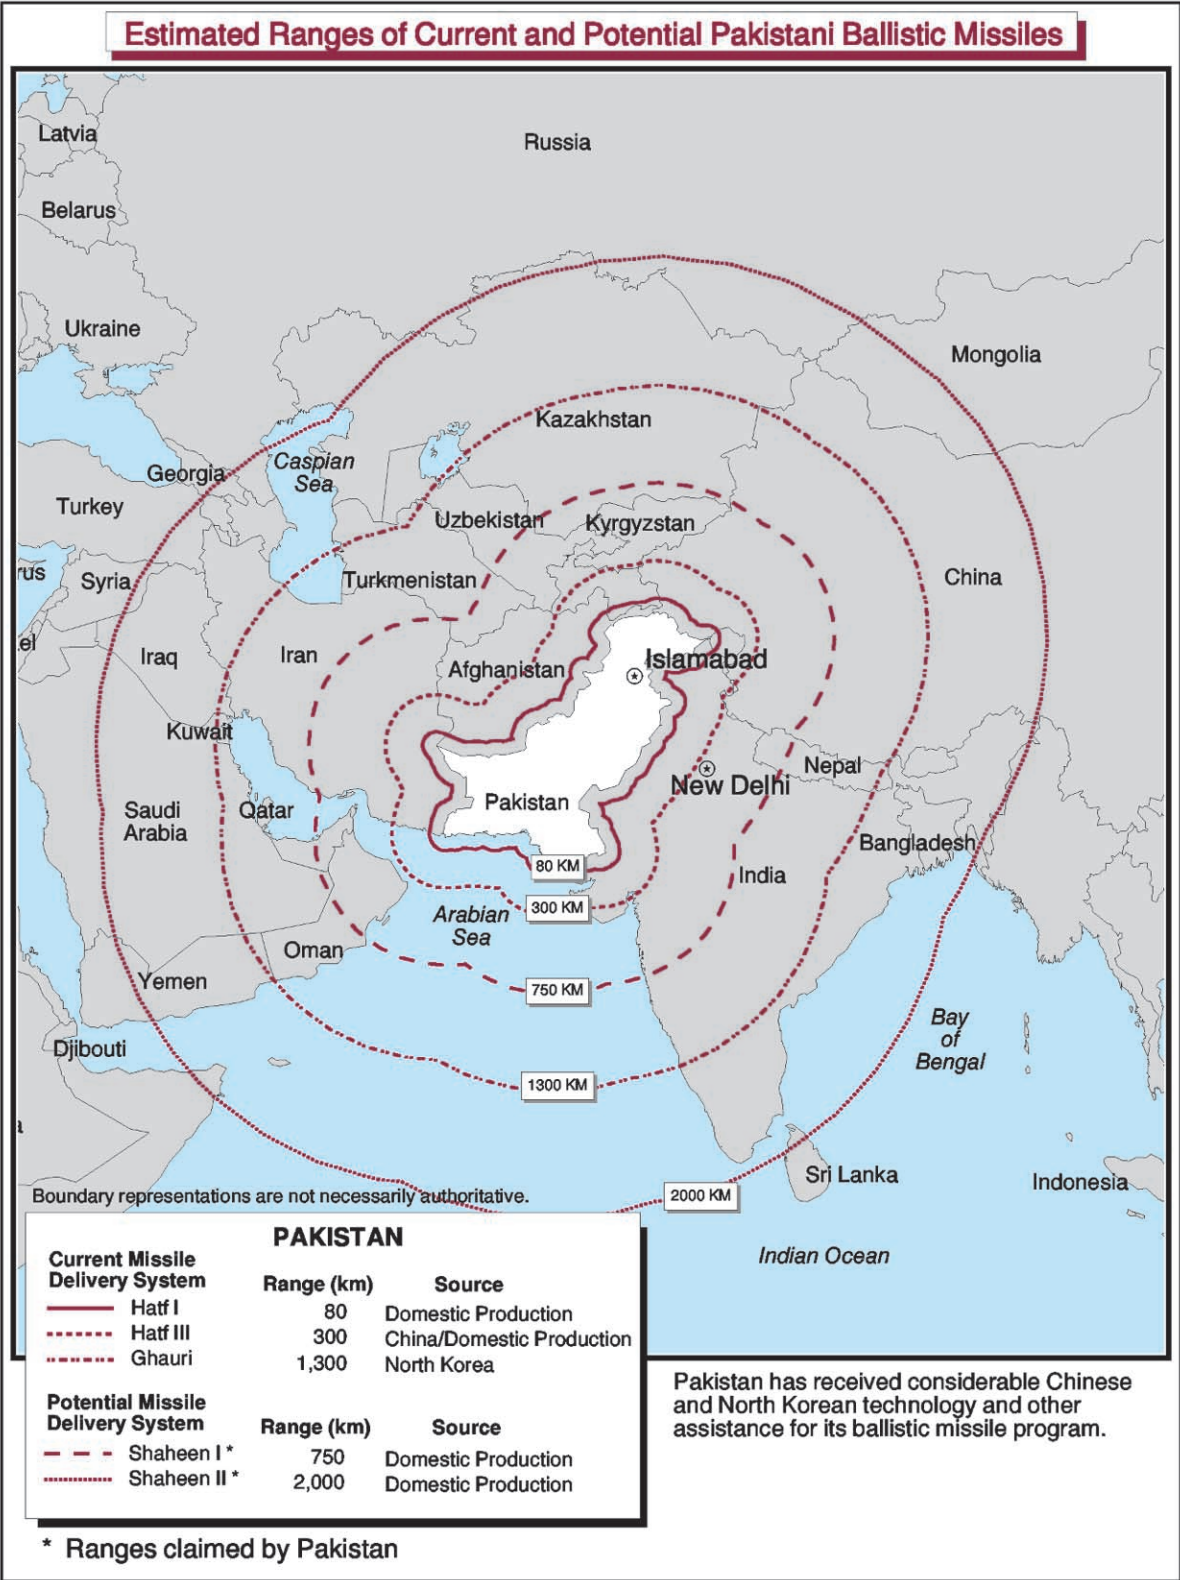 Estimated Ranges of Current and Potential Pakistani Ballistic Missiles
Latvia
Russia
Belarus
Ukraine
Mongolia
Kazakhstan
Georgia
Caspian
Sea
Turkey
Uzbekistan
Kyrgyzstan
rus
Syria
Turkmenistan
China
el
Iraq
Iran
Afghanistan
Islamabad
Kuwait
Nepal
New Delhi
Saudi
Arabia
Qatar
Pakistan
Bangladesh
80 KM
India
300 KM
Arabian
Sea
Oman
Yemen
750 KM
Bay
of
Bengal
Djibouti
1300 KM
a
Sri Lanka
Indonesia
Boundary representations are not necessarily authoritative.
2000 KM
Indian Ocean
PAKISTAN
Current Missile
Delivery System Range (km) Source
Hatf I 80 Domestic Production
Hatf III 300 China/Domestic Production
Ghauri 1,300 North Korea
Potential Missile
Delivery System Range (km) Source
Shaheen I * 750 Domestic Production
Shaheen II * 2,000 Domestic Production
Pakistan has received considerable Chinese
and North Korean technology and other
assistance for its ballistic missile program.
* Ranges claimed by Pakistan